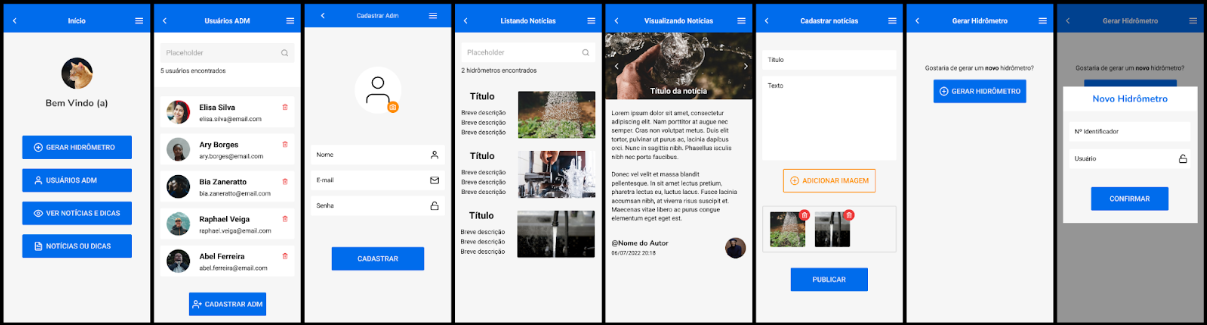 Início
Bem Vindo (a)
GERAR HIDRÔMETRO
USUÁRIOS ADM
VER NOTÍCIAS E DICAS
NOTÍCIAS OU DICAS
Usuários ADM
Placeholder
5 usuários encontrados
Elisa Silva
elisa.silva@email.com
Ary Borges
ary.borges@email.com
Bia Zaneratto
bia.zaneratto@email.com
Raphael Veiga
raphael.veiga@email.com
Abel Ferreira
abel.ferreira@email.com
CADASTRAR ADM
Cadastrar Adm
Nome
E-mail
Senha
CADASTRAR
Listando Notícias
Placeholder
2 hidrômetros encontrados
Título
Breve descrição
Breve descrição
Breve descrição
Título
Breve descrição
Breve descrição
Breve descrição
Título
Breve descrição
Breve descrição
Breve descrição
Visualizando Notícias
Título da notícia
Lorem ipsum dolor sit amet, consectetur
adipiscing elit. Nam porttitor at augue nec
semper. Cras non volutpat metus. Duis elit
tortor, pulvinar ut purus ac, lacinia dapibus
orci. Nunc in sagittis nibh. Phasellus iaculis
nibh nec porta faucibus.
Donec vel velit et massa blandit
pellentesque. In sit amet lectus pretium,
pharetra lectus eu, luctus lacus. Fusce lacinia
accumsan nibh, at viverra risus suscipit et.
Maecenas vitae libero ac purus congue
elementum eget eget est.
@Nome do Autor
06/07/2022 20:18
Cadastrar notícias
Título
Texto
ADICIONAR IMAGEM
PUBLICAR
Gerar Hidrômetro
Gostaria de gerar um novo hidrômetro?
GERAR HIDRÔMETRO
Gerar Hidrômetro
Gostaria de gerar um novo hidrômetro?
Novo Hidrômetro
Nº Identificador
Usuário
CONFIRMAR